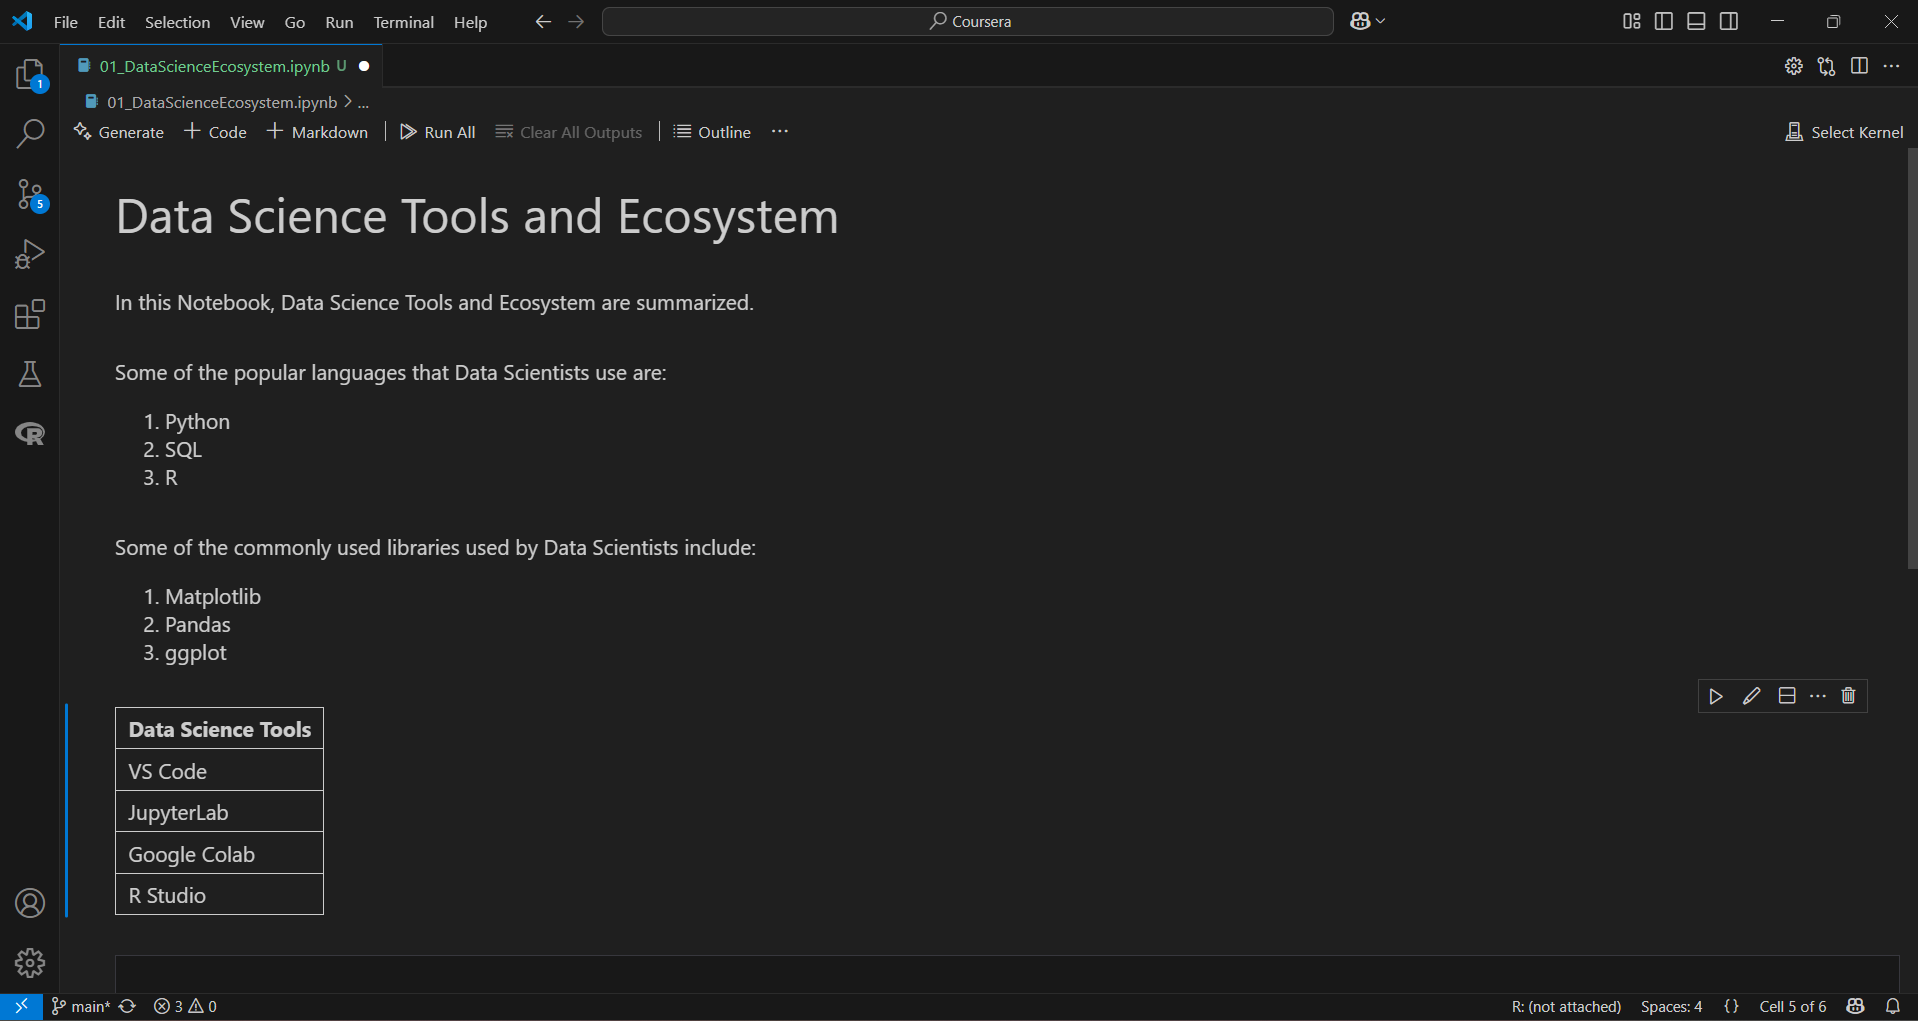 File Edit Selection View Go Run Terminal Help Coursera
01_DataScienceEcosystem.ipynb U
01_DataScienceEcosystem.ipynb > ...
Generate + Code + Markdown Run All Clear All Outputs Outline ... Select Kernel
1
5
Data Science Tools and Ecosystem
In this Notebook, Data Science Tools and Ecosystem are summarized.
Some of the popular languages that Data Scientists use are:
1. Python
2. SQL
3. R
Some of the commonly used libraries used by Data Scientists include:
1. Matplotlib
2. Pandas
3. ggplot
Data Science Tools
VS Code
JupyterLab
Google Colab
R Studio
main* 3 0 R: (not attached) Spaces: 4 {} Cell 5 of 6